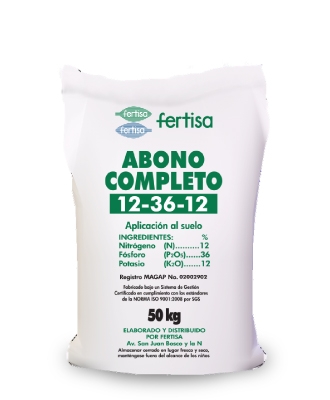 fertisa
fertisa
fertisa
ABONO
COMPLETO
12-36-12
Aplicación al suelo
INGREDIENTES: %
Nitrógeno (N)..........12
Fósforo (P₂O₅)......36
Potasio (K₂O).......12
Registro MAGAP No. 02002902
Fabricado bajo un Sistema de Gestión
Certificado en cumplimiento con los estándares
de la NORMA ISO 9001:2008 por SGS
50 kg
ELABORADO Y DISTRIBUIDO
POR FERTISA
Av. San Juan Bosco y la N
Almacenar cerrado en lugar fresco y seco,
manténgase fuera del alcance de los niños